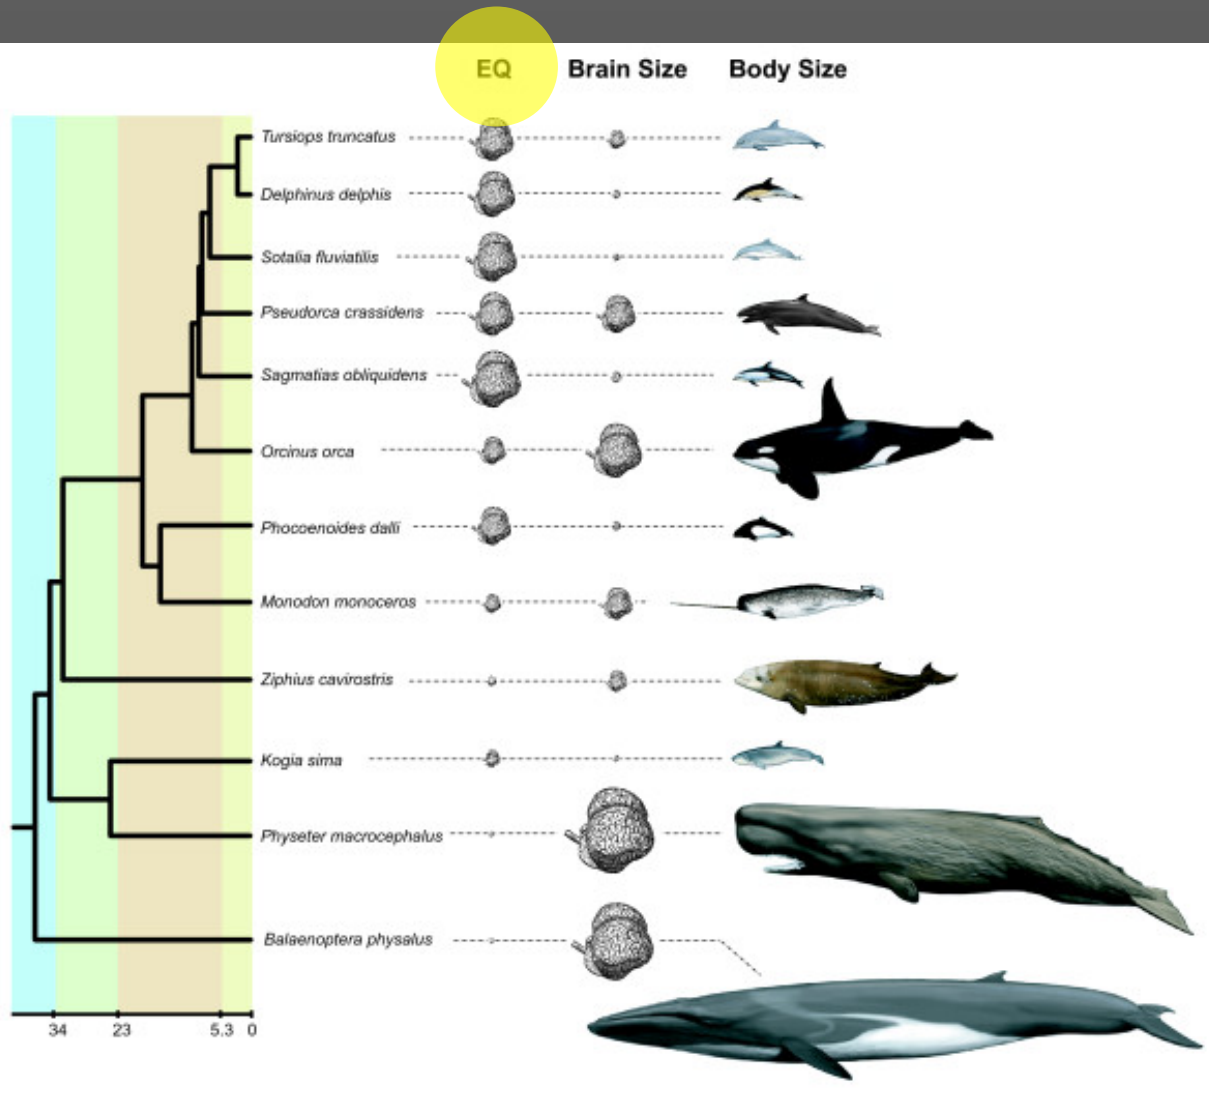 EQ Brain Size Body Size
Tursiops truncatus
Delphinus delphis
Sotalia fluviatilis
Pseudorca crassidens
Sagmatias obliquidens
Orcinus orca
Phocoenoides dalli
Monodon monoceros
Ziphius cavirostris
Kogia sima
Physeter macrocephalus
Balaenoptera physalus
34 23 5.3 0